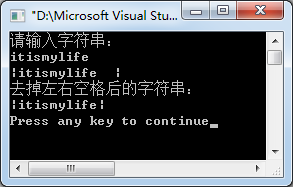 "D:\Microsoft Visual Stu...
请输入字符串：
itismylife
¦itismylife  ¦
去掉左右空格后的字符串：
¦itismylife¦
Press any key to continue_